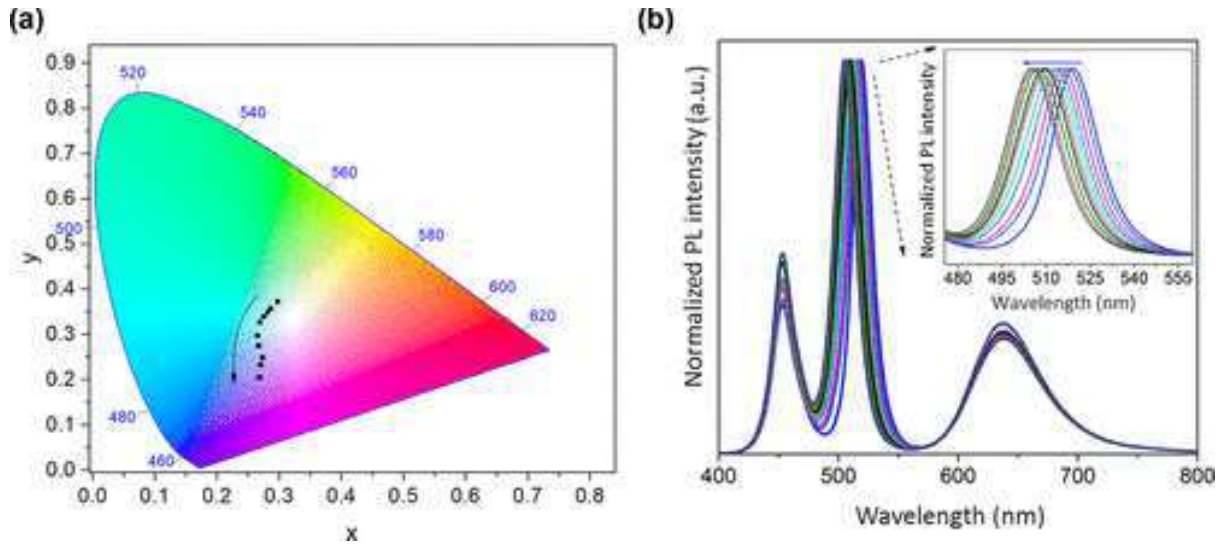 (a)
0.9
0.8
0.7
0.6
0.5
0.4
0.3
0.2
0.1
0.0
y
520
540
560
580
600
620
500
480
460
0.0 0.1 0.2 0.3 0.4 0.5 0.6 0.7 0.8
x
(b)
Normalized PL intensity (a.u.)
400 500 600 700 800
Wavelength (nm)
Normalized PL intensity
480 495 510 525 540 555
Wavelength (nm)